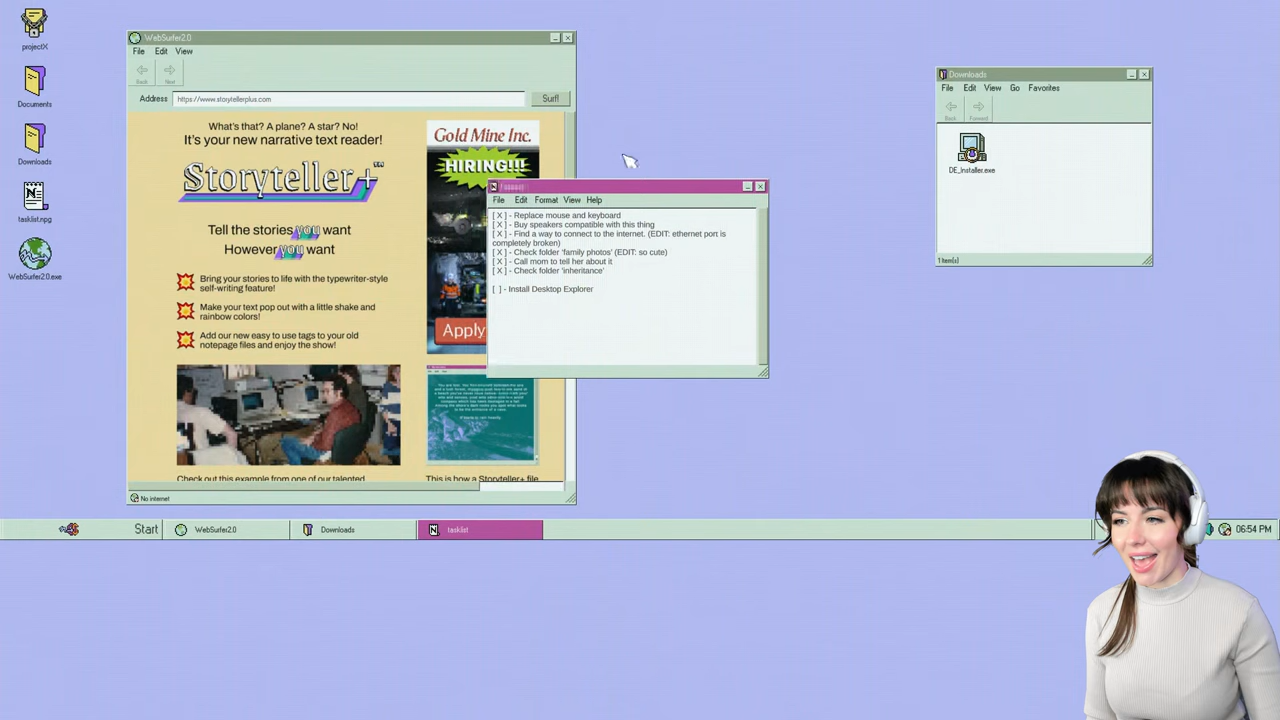 projectX
Documents
Downloads
tasklist.npg
WebSurfer2.0.exe
WebSurfer2.0
File Edit View
Back Next
Address https://www.storytellerplus.com Surf!
What's that? A plane? A star? No!
It's your new narrative text reader!
Storyteller+™
Tell the stories you want
However you want
Bring your stories to life with the typewriter-style
self-writing feature!
Make your text pop out with a little shake and
rainbow colors!
Add our new easy to use tags to your old
notepage files and enjoy the show!
Check out this example from one of our talented
Gold Mine Inc.
HIRING!!!
Apply
This is how a Storyteller+ file
No internet
File Edit Format View Help
[ X ] - Replace mouse and keyboard
[ X ] - Buy speakers compatible with this thing
[ X ] - Find a way to connect to the internet. (EDIT: ethernet port is
completely broken)
[ X ] - Check folder 'family photos' (EDIT: so cute)
[ X ] - Call mom to tell her about it
[ X ] - Check folder 'inheritance'
[ ] - Install Desktop Explorer
Downloads
File Edit View Go Favorites
Back Forward
DE_Installer.exe
1 Item(s)
Start WebSurfer2.0 Downloads tasklist 06:54 PM